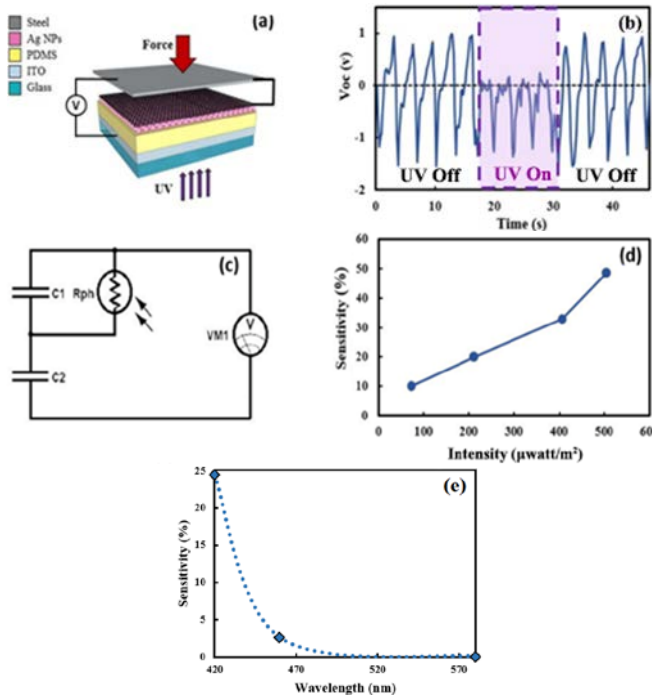 (a)
Steel
Ag NPs
PDMS
ITO
Glass
Force
V
UV
(b)
Voc (v)
2
1
0
-1
-2
UV Off
UV On
UV Off
0
10
20
30
40
Time (s)
(c)
C1
Rph
V
VM1
C2
(d)
Sensitivity (%)
60
50
40
30
20
10
0
0
100
200
300
400
500
600
Intensity (µwatt/m²)
(e)
Sensitivity (%)
25
20
15
10
5
0
420
470
520
570
Wavelength (nm)